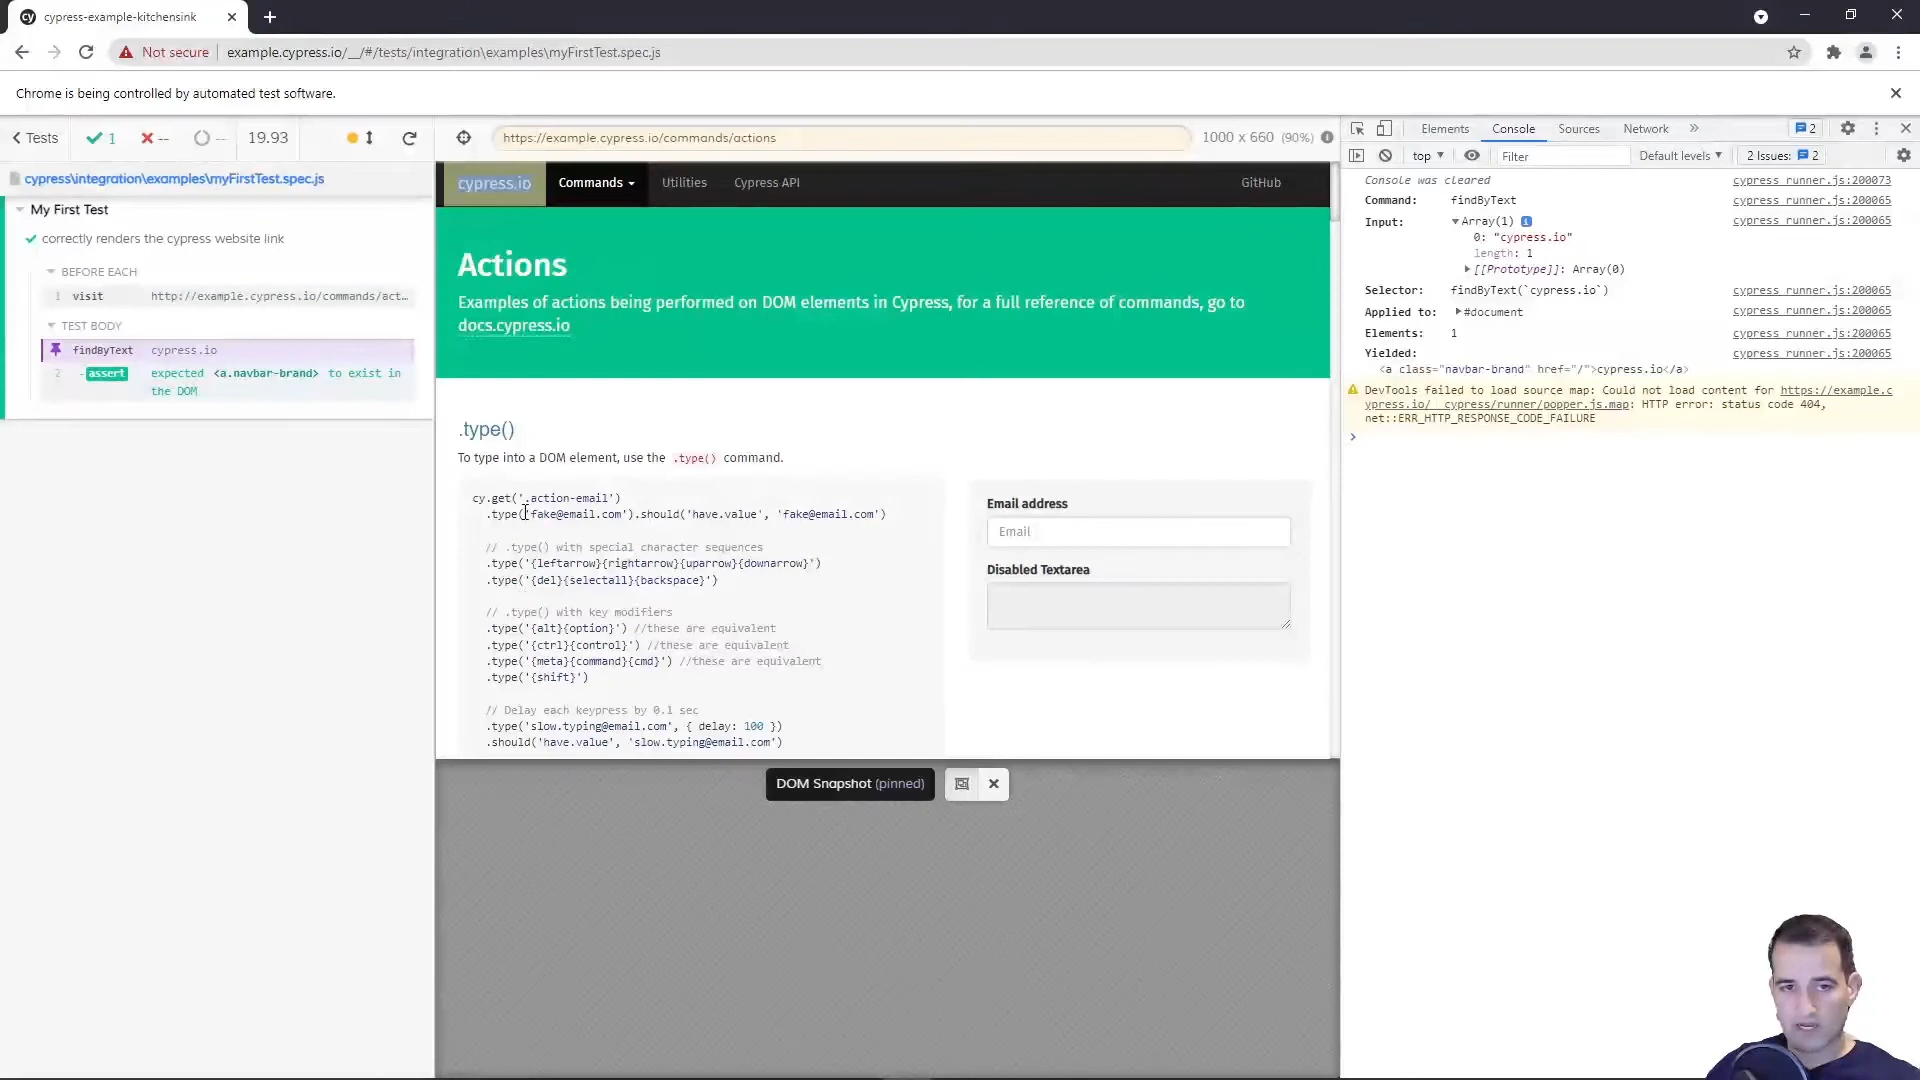 cypress-example-kitchensink
Not secure
example.cypress.io/__/#/tests/integration\examples\myFirstTest.spec.js
Chrome is being controlled by automated test software.
Tests
1
--
--
19.93
cypress\integration\examples\myFirstTest.spec.js
My First Test
correctly renders the cypress website link
BEFORE EACH
1 visit http://example.cypress.io/commands/act...
TEST BODY
findByText cypress.io
2 -assert expected <a.navbar-brand> to exist in
the DOM
https://example.cypress.io/commands/actions
1000 x 660 (90%)
cypress.io
Commands
Utilities
Cypress API
GitHub
Actions
Examples of actions being performed on DOM elements in Cypress, for a full reference of commands, go to
docs.cypress.io
.type()
To type into a DOM element, use the .type() command.
cy.get('.action-email')
.type('fake@email.com').should('have.value', 'fake@email.com')
// .type() with special character sequences
.type('{leftarrow}{rightarrow}{uparrow}{downarrow}')
.type('{del}{selectall}{backspace}')
// .type() with key modifiers
.type('{alt}{option}') //these are equivalent
.type('{ctrl}{control}') //these are equivalent
.type('{meta}{command}{cmd}') //these are equivalent
.type('{shift}')
// Delay each keypress by 0.1 sec
.type('slow.typing@email.com', { delay: 100 })
.should('have.value', 'slow.typing@email.com')
Email address
Email
Disabled Textarea
DOM Snapshot (pinned)
Elements
Console
Sources
Network
2
top
Filter
Default levels
2 Issues: 2
Console was cleared cypress runner.js:200073
Command: findByText cypress runner.js:200065
Input: Array(1) cypress runner.js:200065
0: "cypress.io"
length: 1
[[Prototype]]: Array(0)
Selector: findByText(`cypress.io`) cypress runner.js:200065
Applied to: #document cypress runner.js:200065
Elements: 1 cypress runner.js:200065
Yielded: cypress runner.js:200065
<a class="navbar-brand" href="/">cypress.io</a>
DevTools failed to load source map: Could not load content for https://example.c
ypress.io/__cypress/runner/popper.js.map: HTTP error: status code 404,
net::ERR_HTTP_RESPONSE_CODE_FAILURE